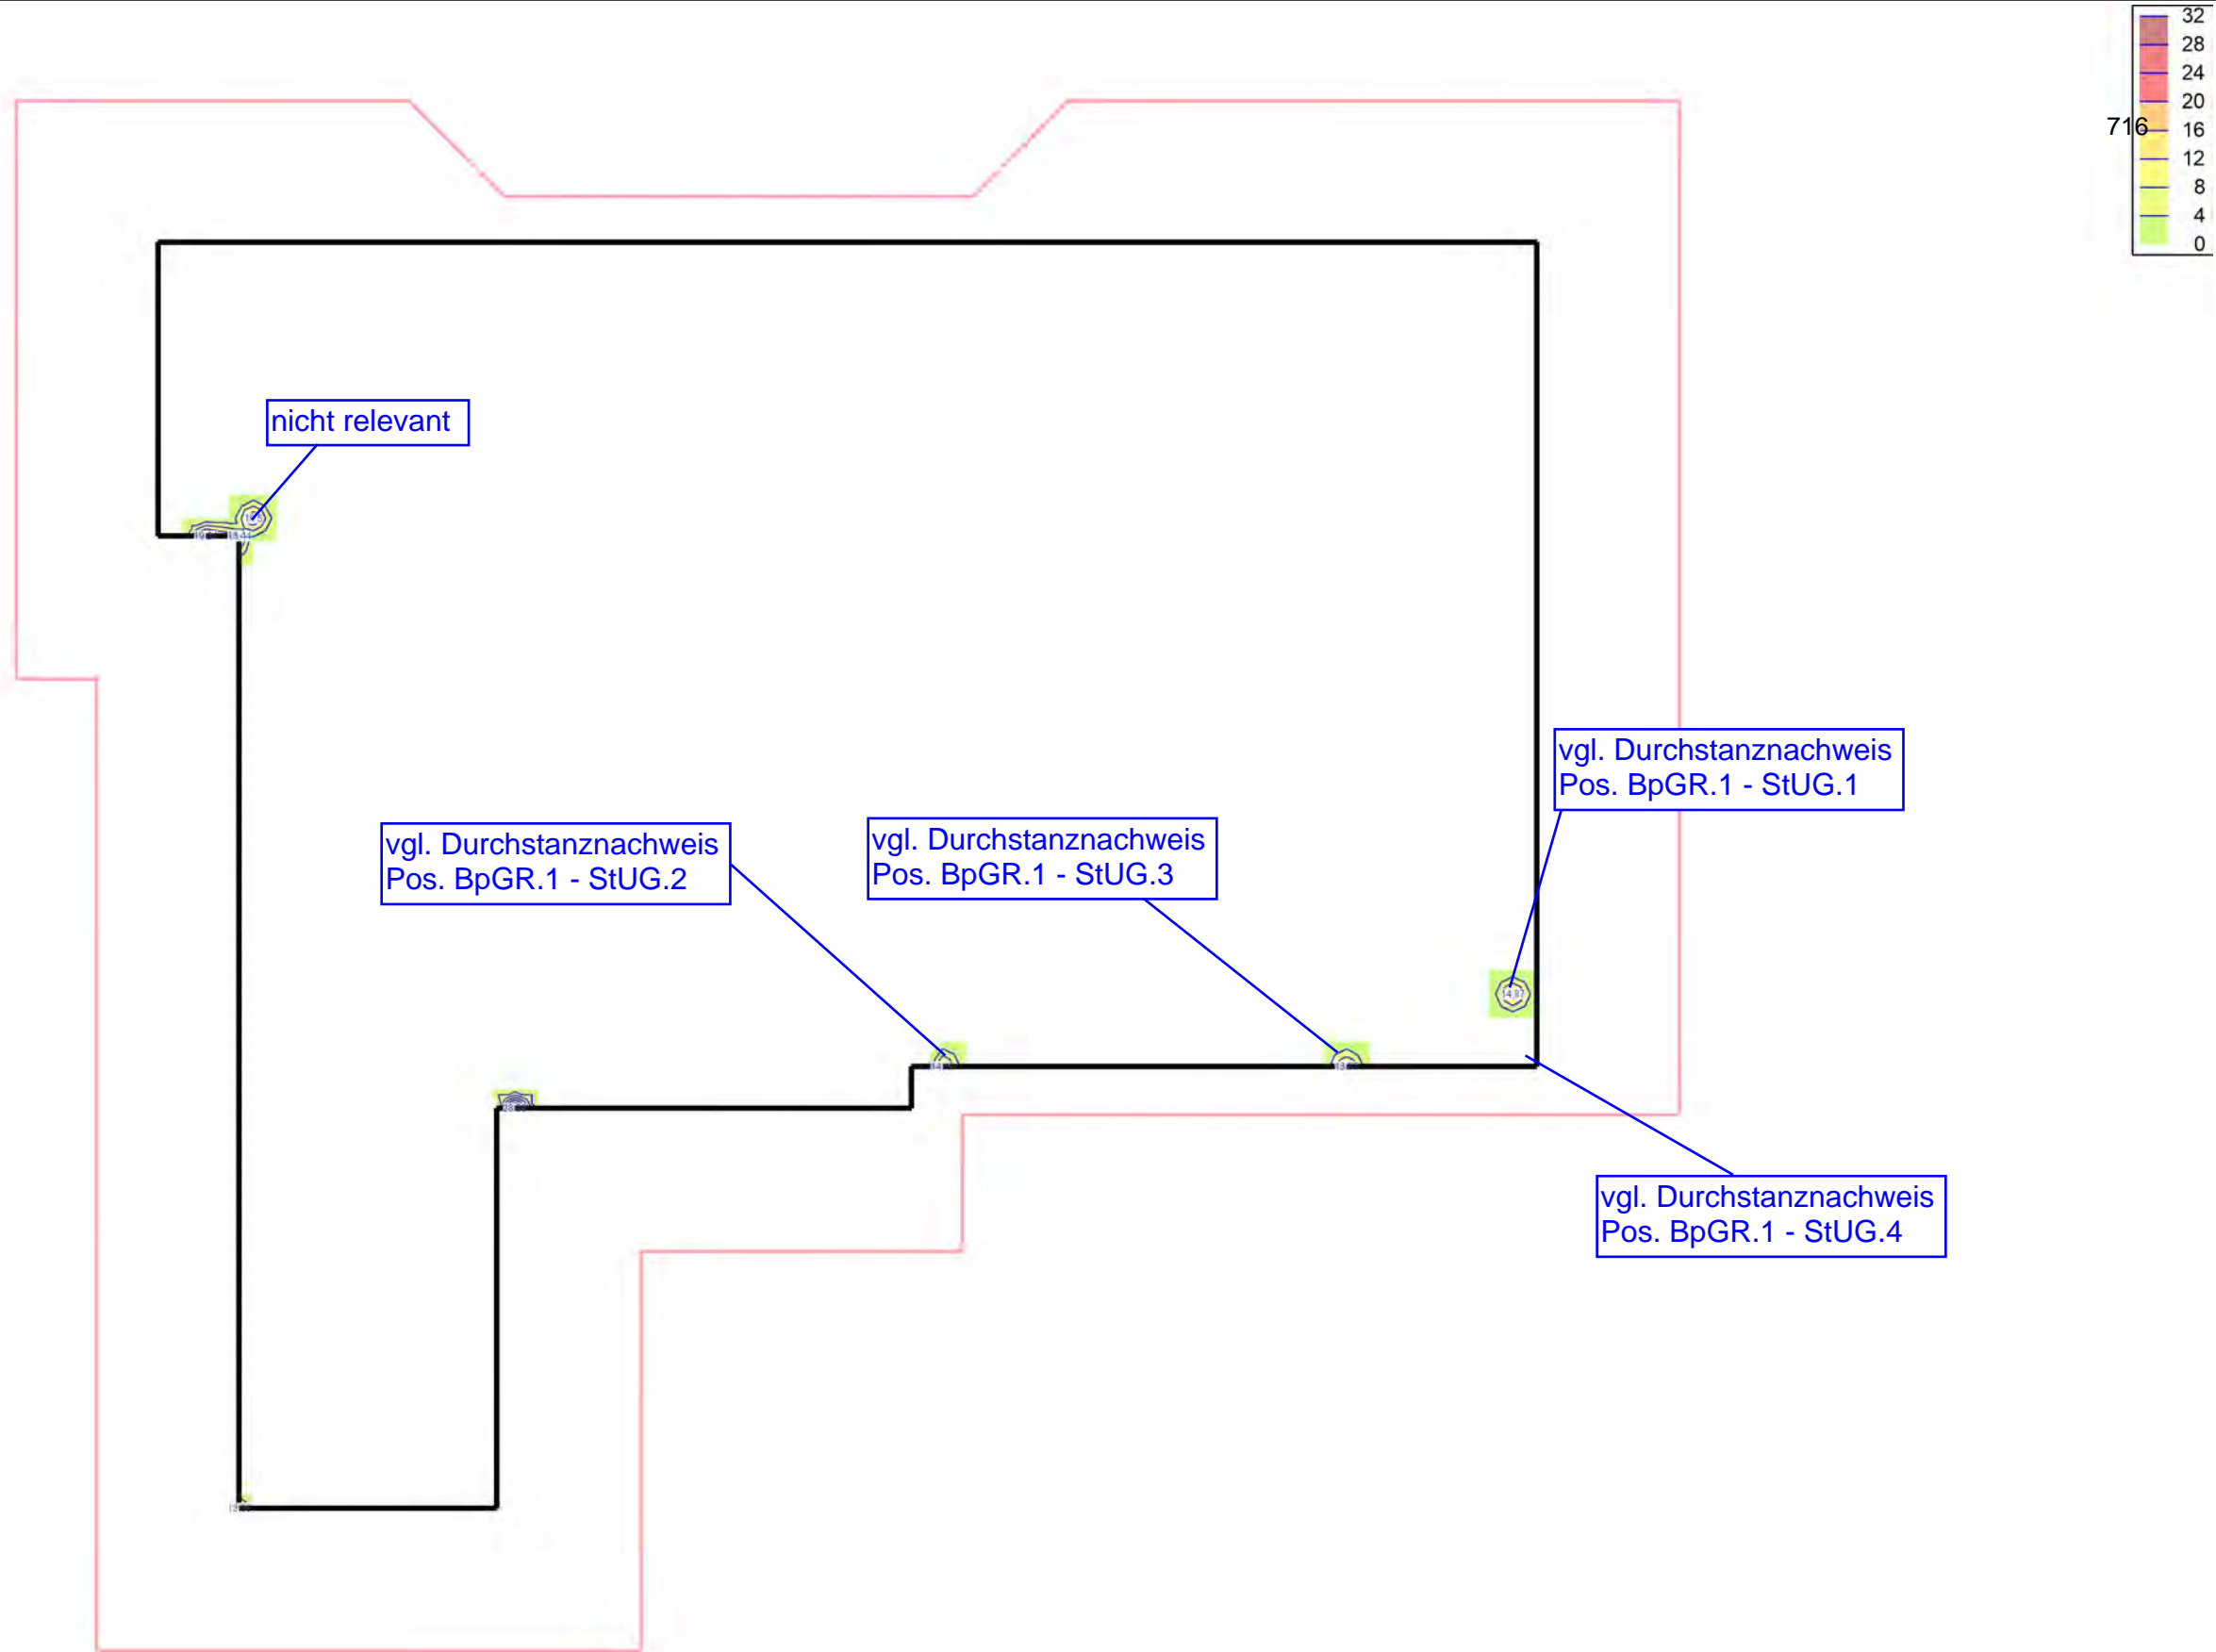 32
28
24
20
716
16
12
8
4
0
nicht relevant
vgl. Durchstanznachweis
Pos. BpGR.1 - StUG.1
vgl. Durchstanznachweis
Pos. BpGR.1 - StUG.2
vgl. Durchstanznachweis
Pos. BpGR.1 - StUG.3
14.87
vgl. Durchstanznachweis
Pos. BpGR.1 - StUG.4